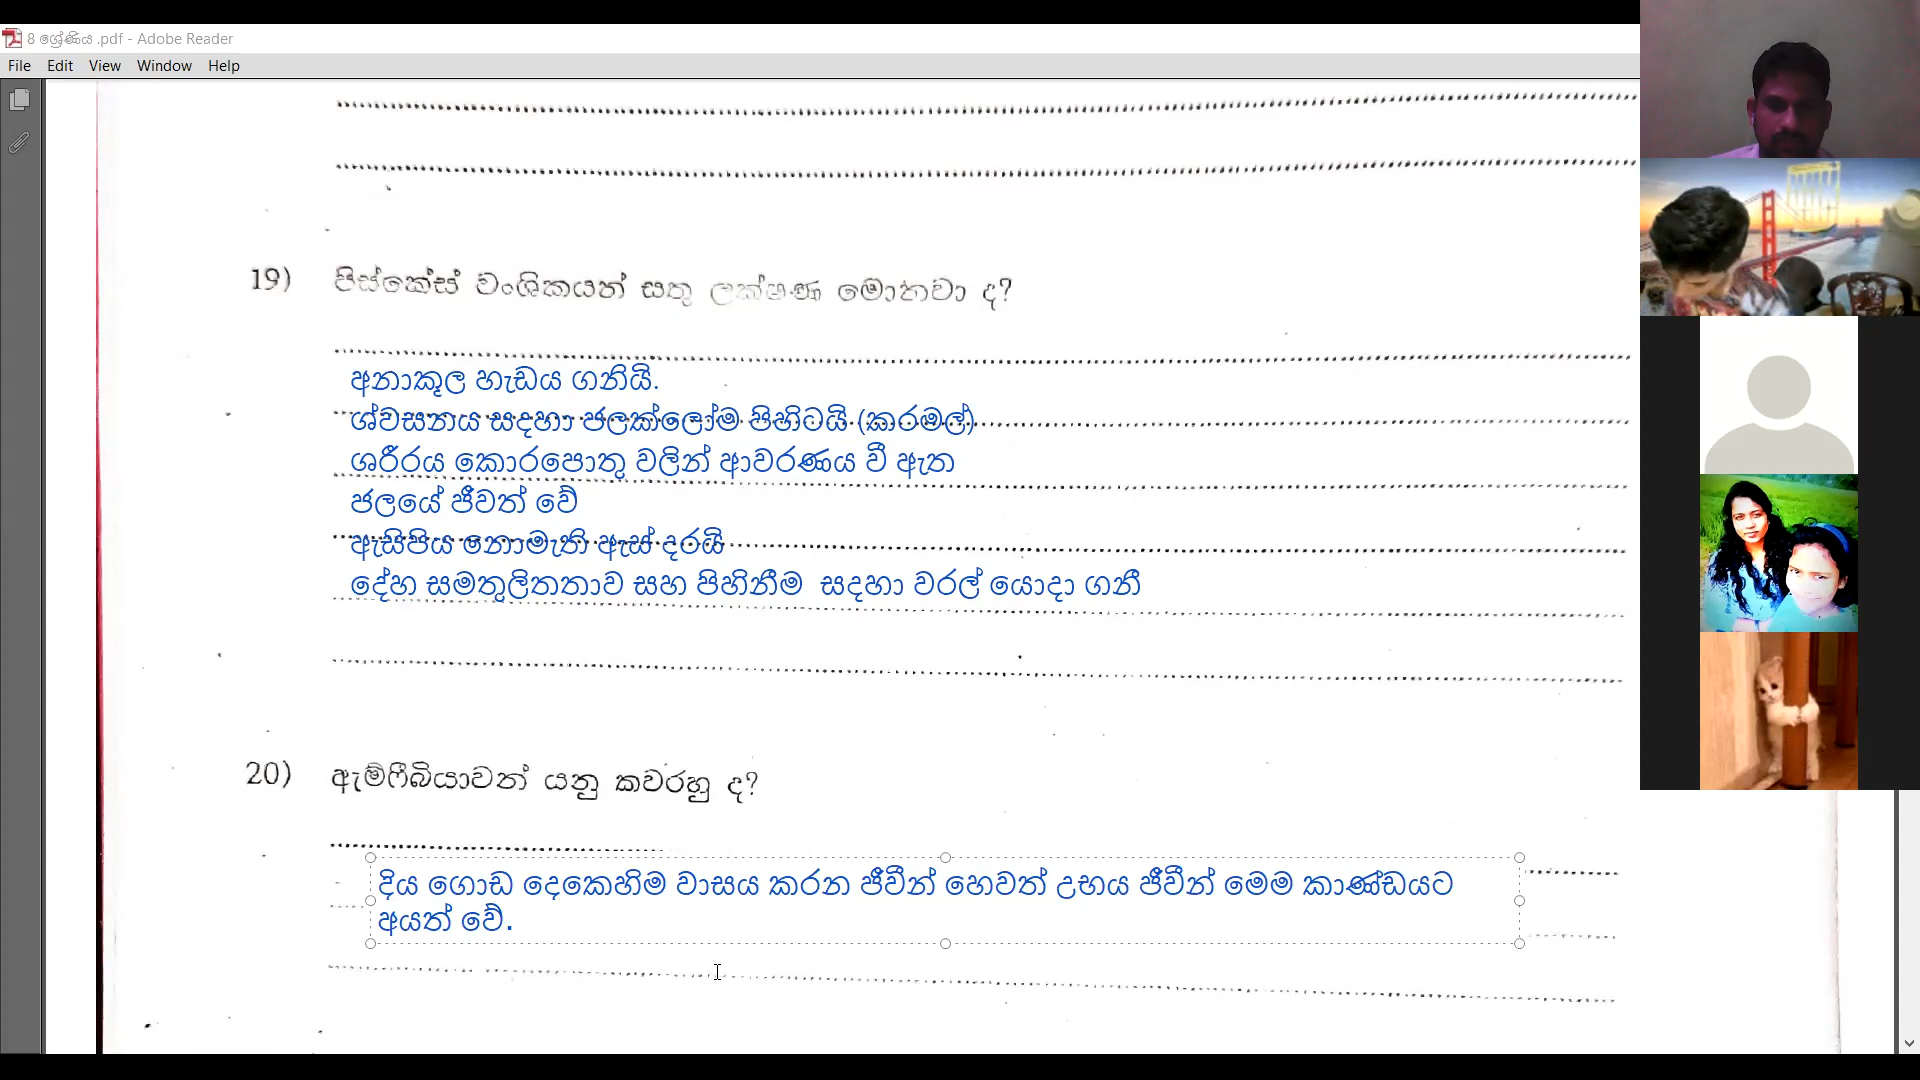 8 ශ්‍රේණිය .pdf - Adobe Reader
File Edit View Window Help
19) පිස්කේස් වංශිකයන් සතු ලක්ෂණ මොනවා ද?
අනාකූල හැඩය ගනියි.
ශ්වසනය සදහා ජලක්ලෝම පිහිටයි (කරමල්)
ශරීරය කොරපොතු වලින් ආවරණය වී ඇත
ජලයේ ජීවත් වේ
ඇසිපිය නොමැති ඇස් දරයි
දේහ සමතුලිතතාව සහ පිහිනීම සදහා වරල් යොදා ගනී
20) ඇම්ෆීබියාවන් යනු කවරහු ද?
දිය ගොඩ දෙකෙහිම වාසය කරන ජීවීන් හෙවත් උභය ජීවීන් මෙම කාණ්ඩයට
අයත් වේ.